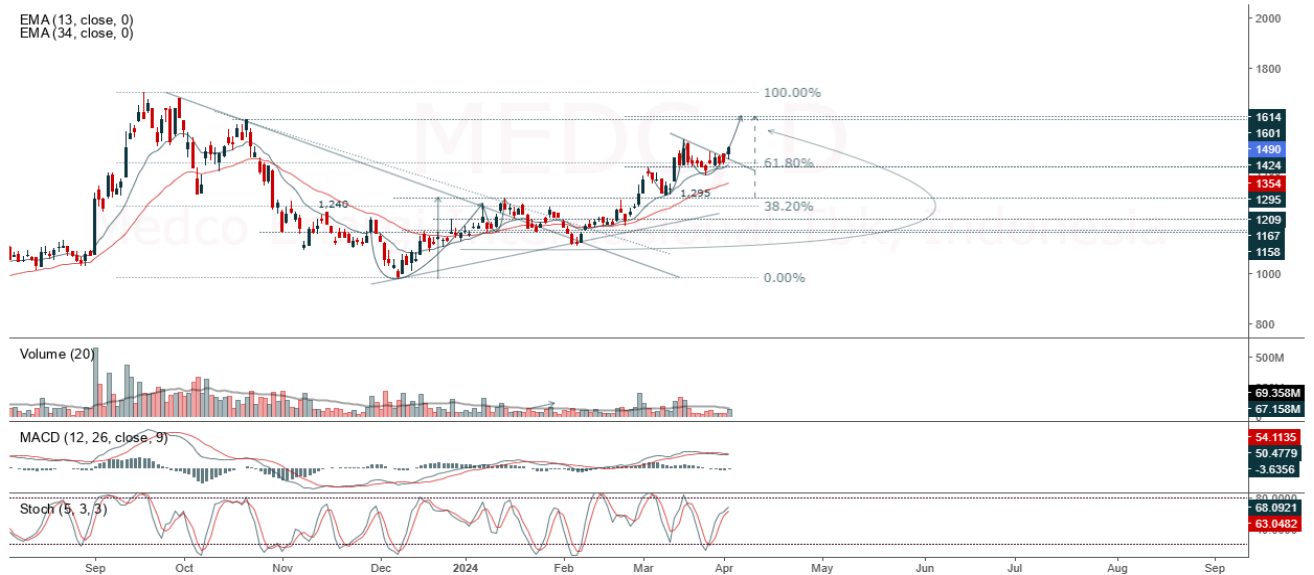 EMA (13, close, 0)
EMA (34, close, 0)
MEDC D
2000
1800
100.00%
1614
1601
1490
61.80%
1424
1354
1,295
1295
1,240
38.20%
1209
1167
1158
0.00%
1000
800
Volume (20)
500M
69.358M
67.158M
MACD (12, 26, close, 9)
54.1135
50.4779
-3.6356
Stoch (5, 3, 3)
80.0000
68.0921
63.0482
Sep Oct Nov Dec 2024 Feb Mar Apr May Jun Jul Aug Sep